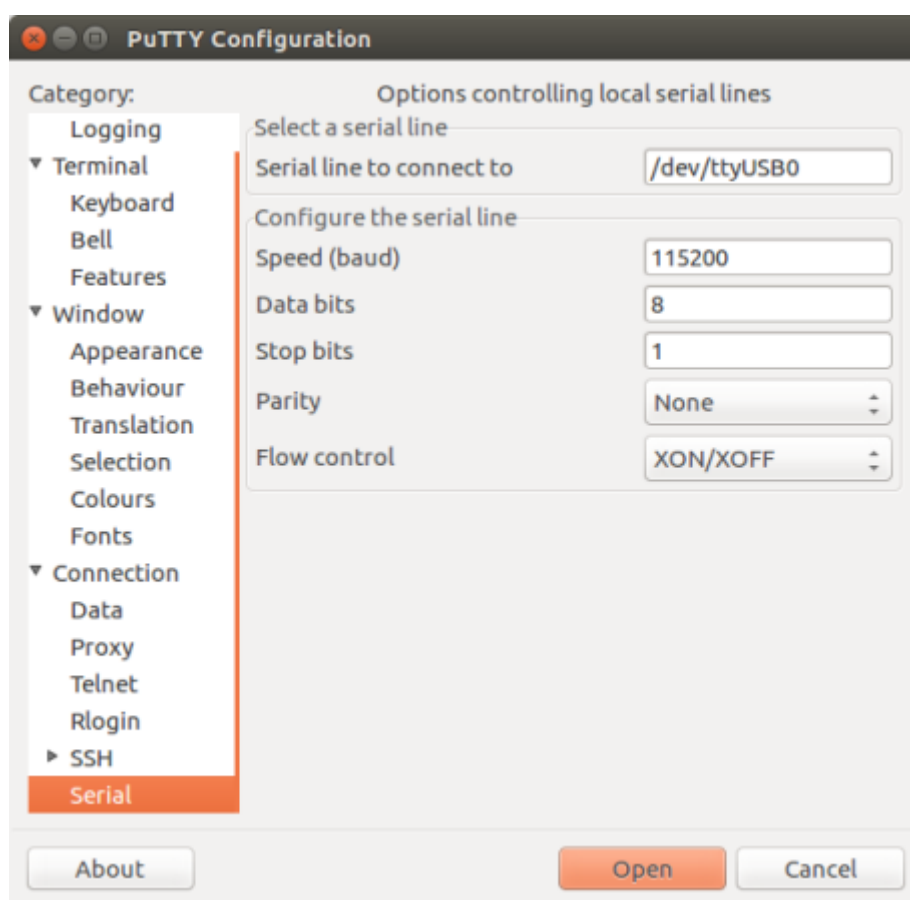 PuTTY Configuration
Category:
Logging
Terminal
Keyboard
Bell
Features
Window
Appearance
Behaviour
Translation
Selection
Colours
Fonts
Connection
Data
Proxy
Telnet
Rlogin
SSH
Serial
Options controlling local serial lines
Select a serial line
Serial line to connect to /dev/ttyUSB0
Configure the serial line
Speed (baud) 115200
Data bits 8
Stop bits 1
Parity None
Flow control XON/XOFF
About Open Cancel